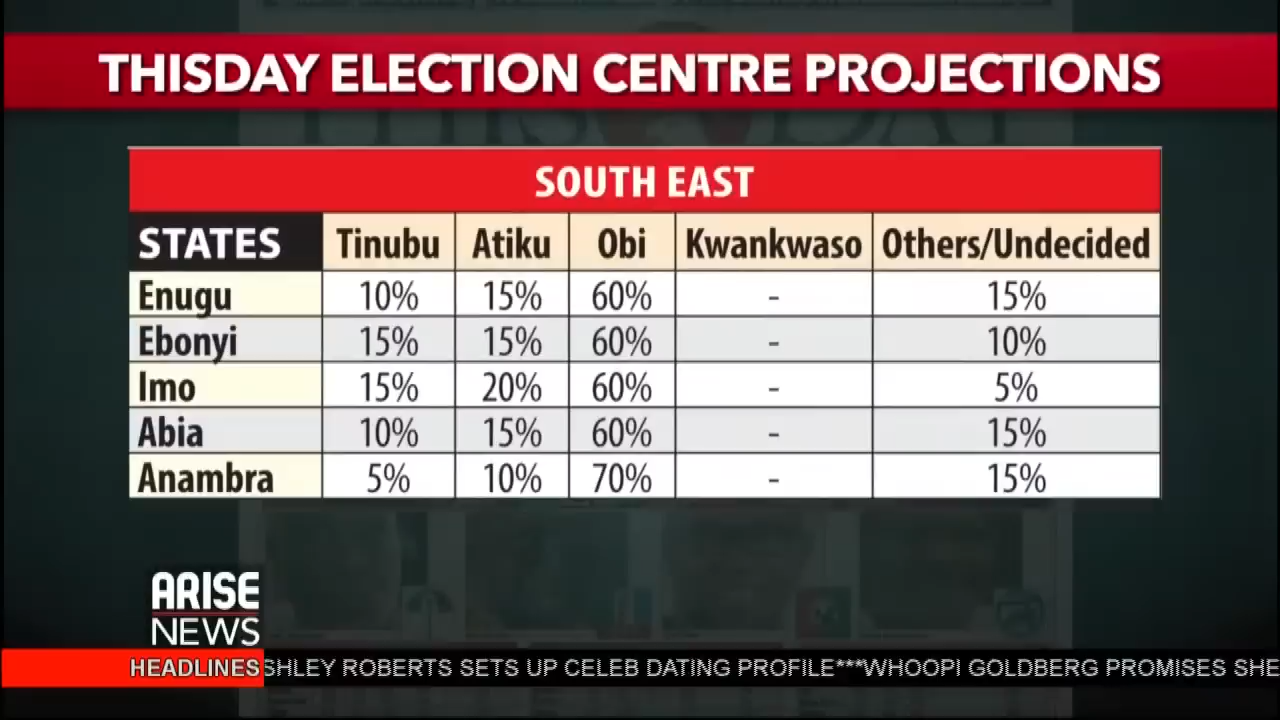 THISDAY ELECTION CENTRE PROJECTIONS
SOUTH EAST
STATES Tinubu Atiku Obi Kwankwaso Others/Undecided
Enugu 10% 15% 60% - 15%
Ebonyi 15% 15% 60% - 10%
Imo 15% 20% 60% - 5%
Abia 10% 15% 60% - 15%
Anambra 5% 10% 70% - 15%
ARISE
NEWS
HEADLINES SHLEY ROBERTS SETS UP CELEB DATING PROFILE***WHOOPI GOLDBERG PROMISES SHE